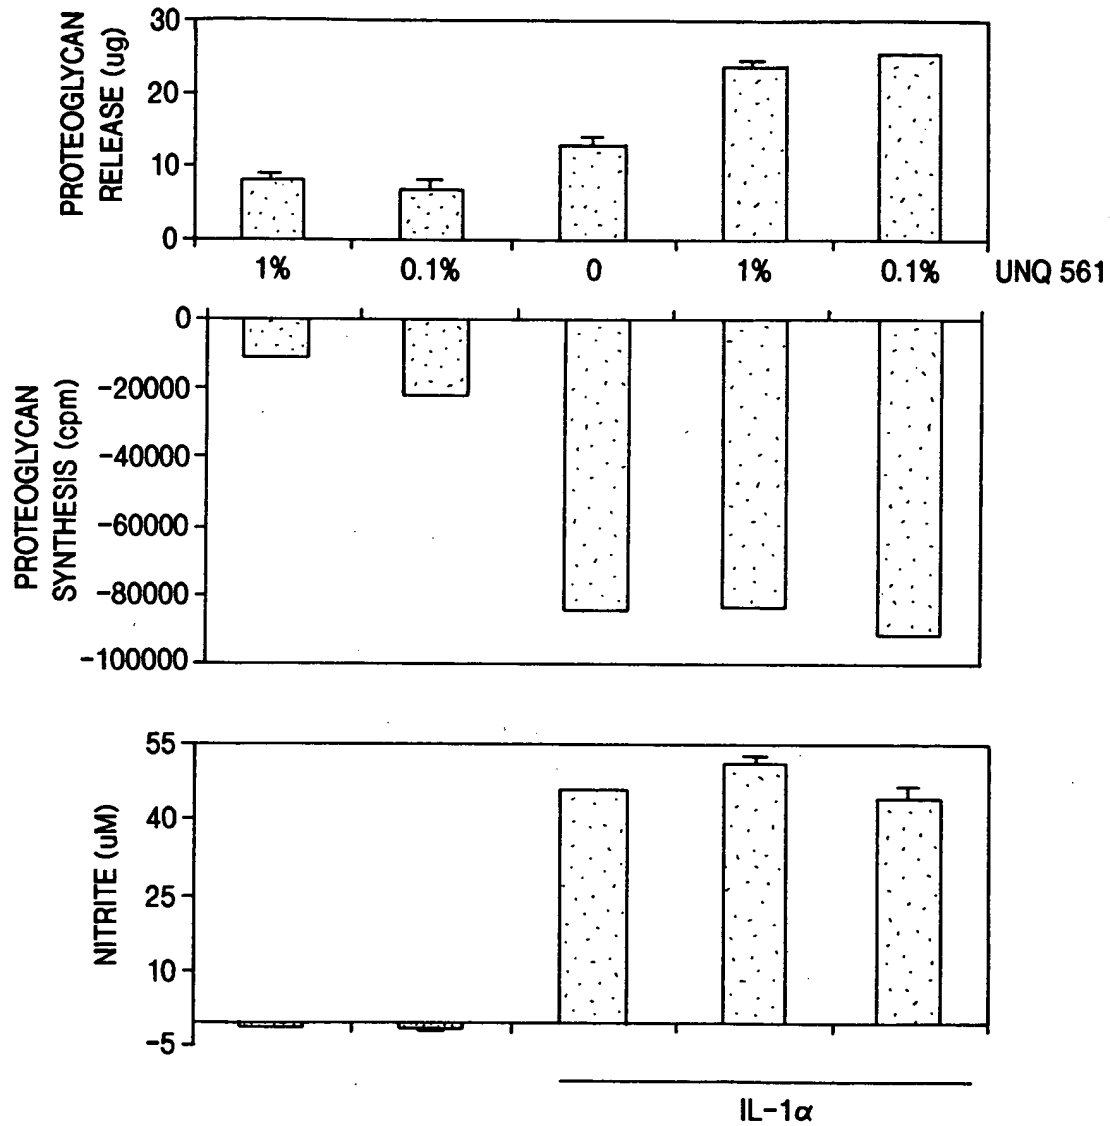 PROTEOGLYCAN
RELEASE (ug)
30
20
10
0
1% 0.1% 0 1% 0.1% UNQ 561
PROTEOGLYCAN
SYNTHESIS (cpm)
0
-20000
-40000
-60000
-80000
-100000
NITRITE (uM)
55
40
25
10
-5
IL-1α